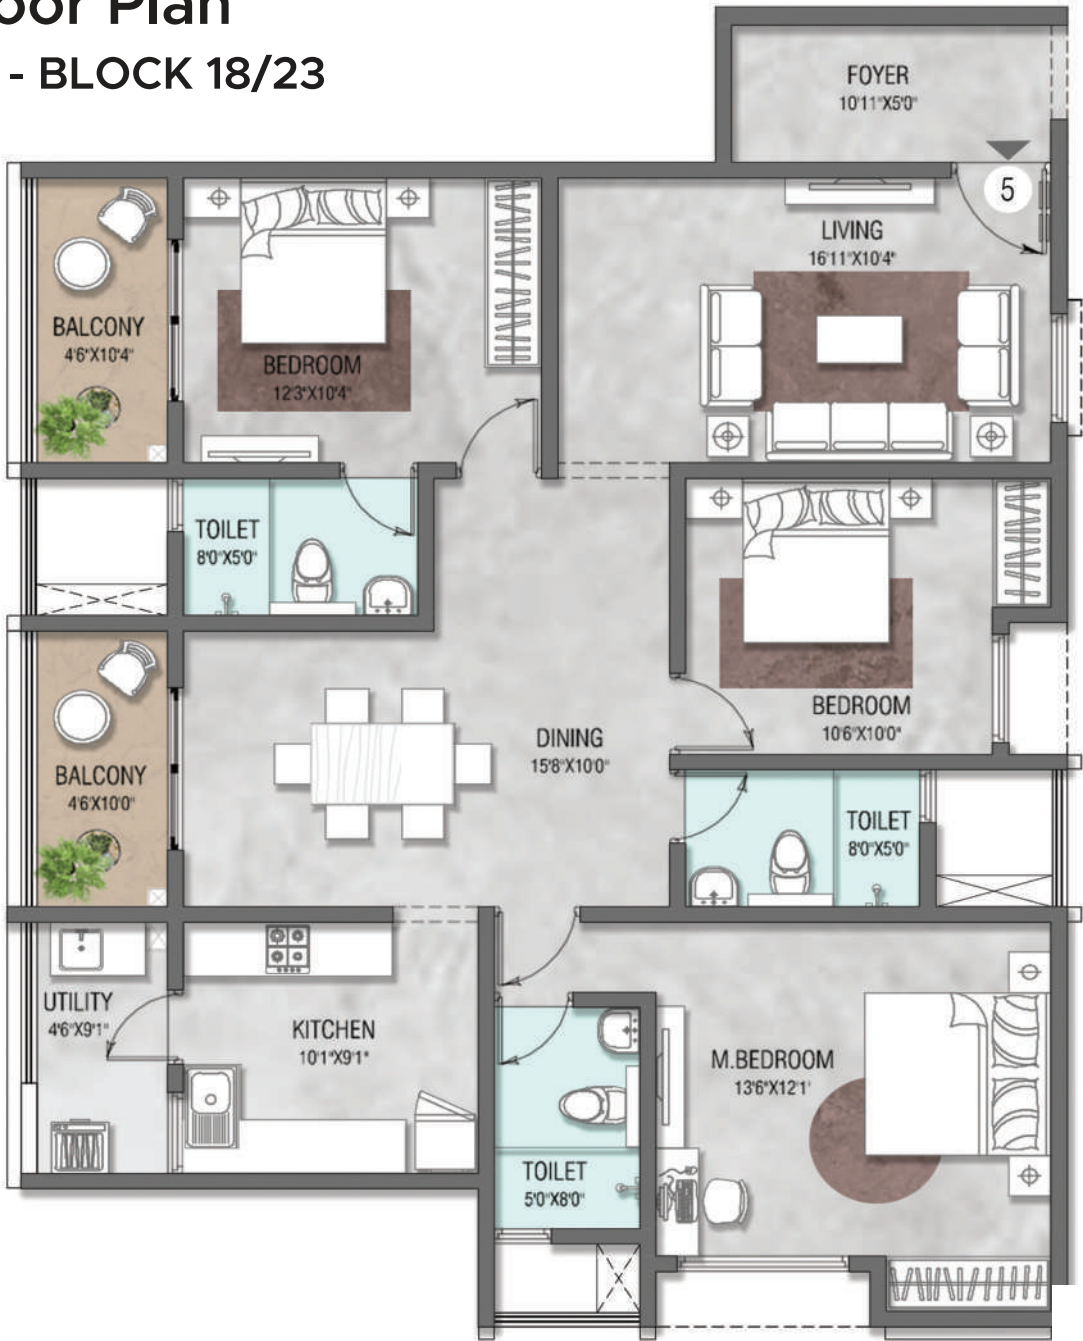 oor Plan
- BLOCK 18/23
FOYER
10'11"X5'0"
5
LIVING
16'11"X10'4"
BALCONY
4'6"X10'4"
BEDROOM
12'3"X10'4"
TOILET
8'0"X5'0"
BEDROOM
10'6"X10'0"
DINING
15'8"X10'0"
BALCONY
4'6"X10'0"
TOILET
8'0"X5'0"
UTILITY
4'6"X9'1"
KITCHEN
10'1"X9'1"
M.BEDROOM
13'6"X12'1'
TOILET
5'0"X8'0"